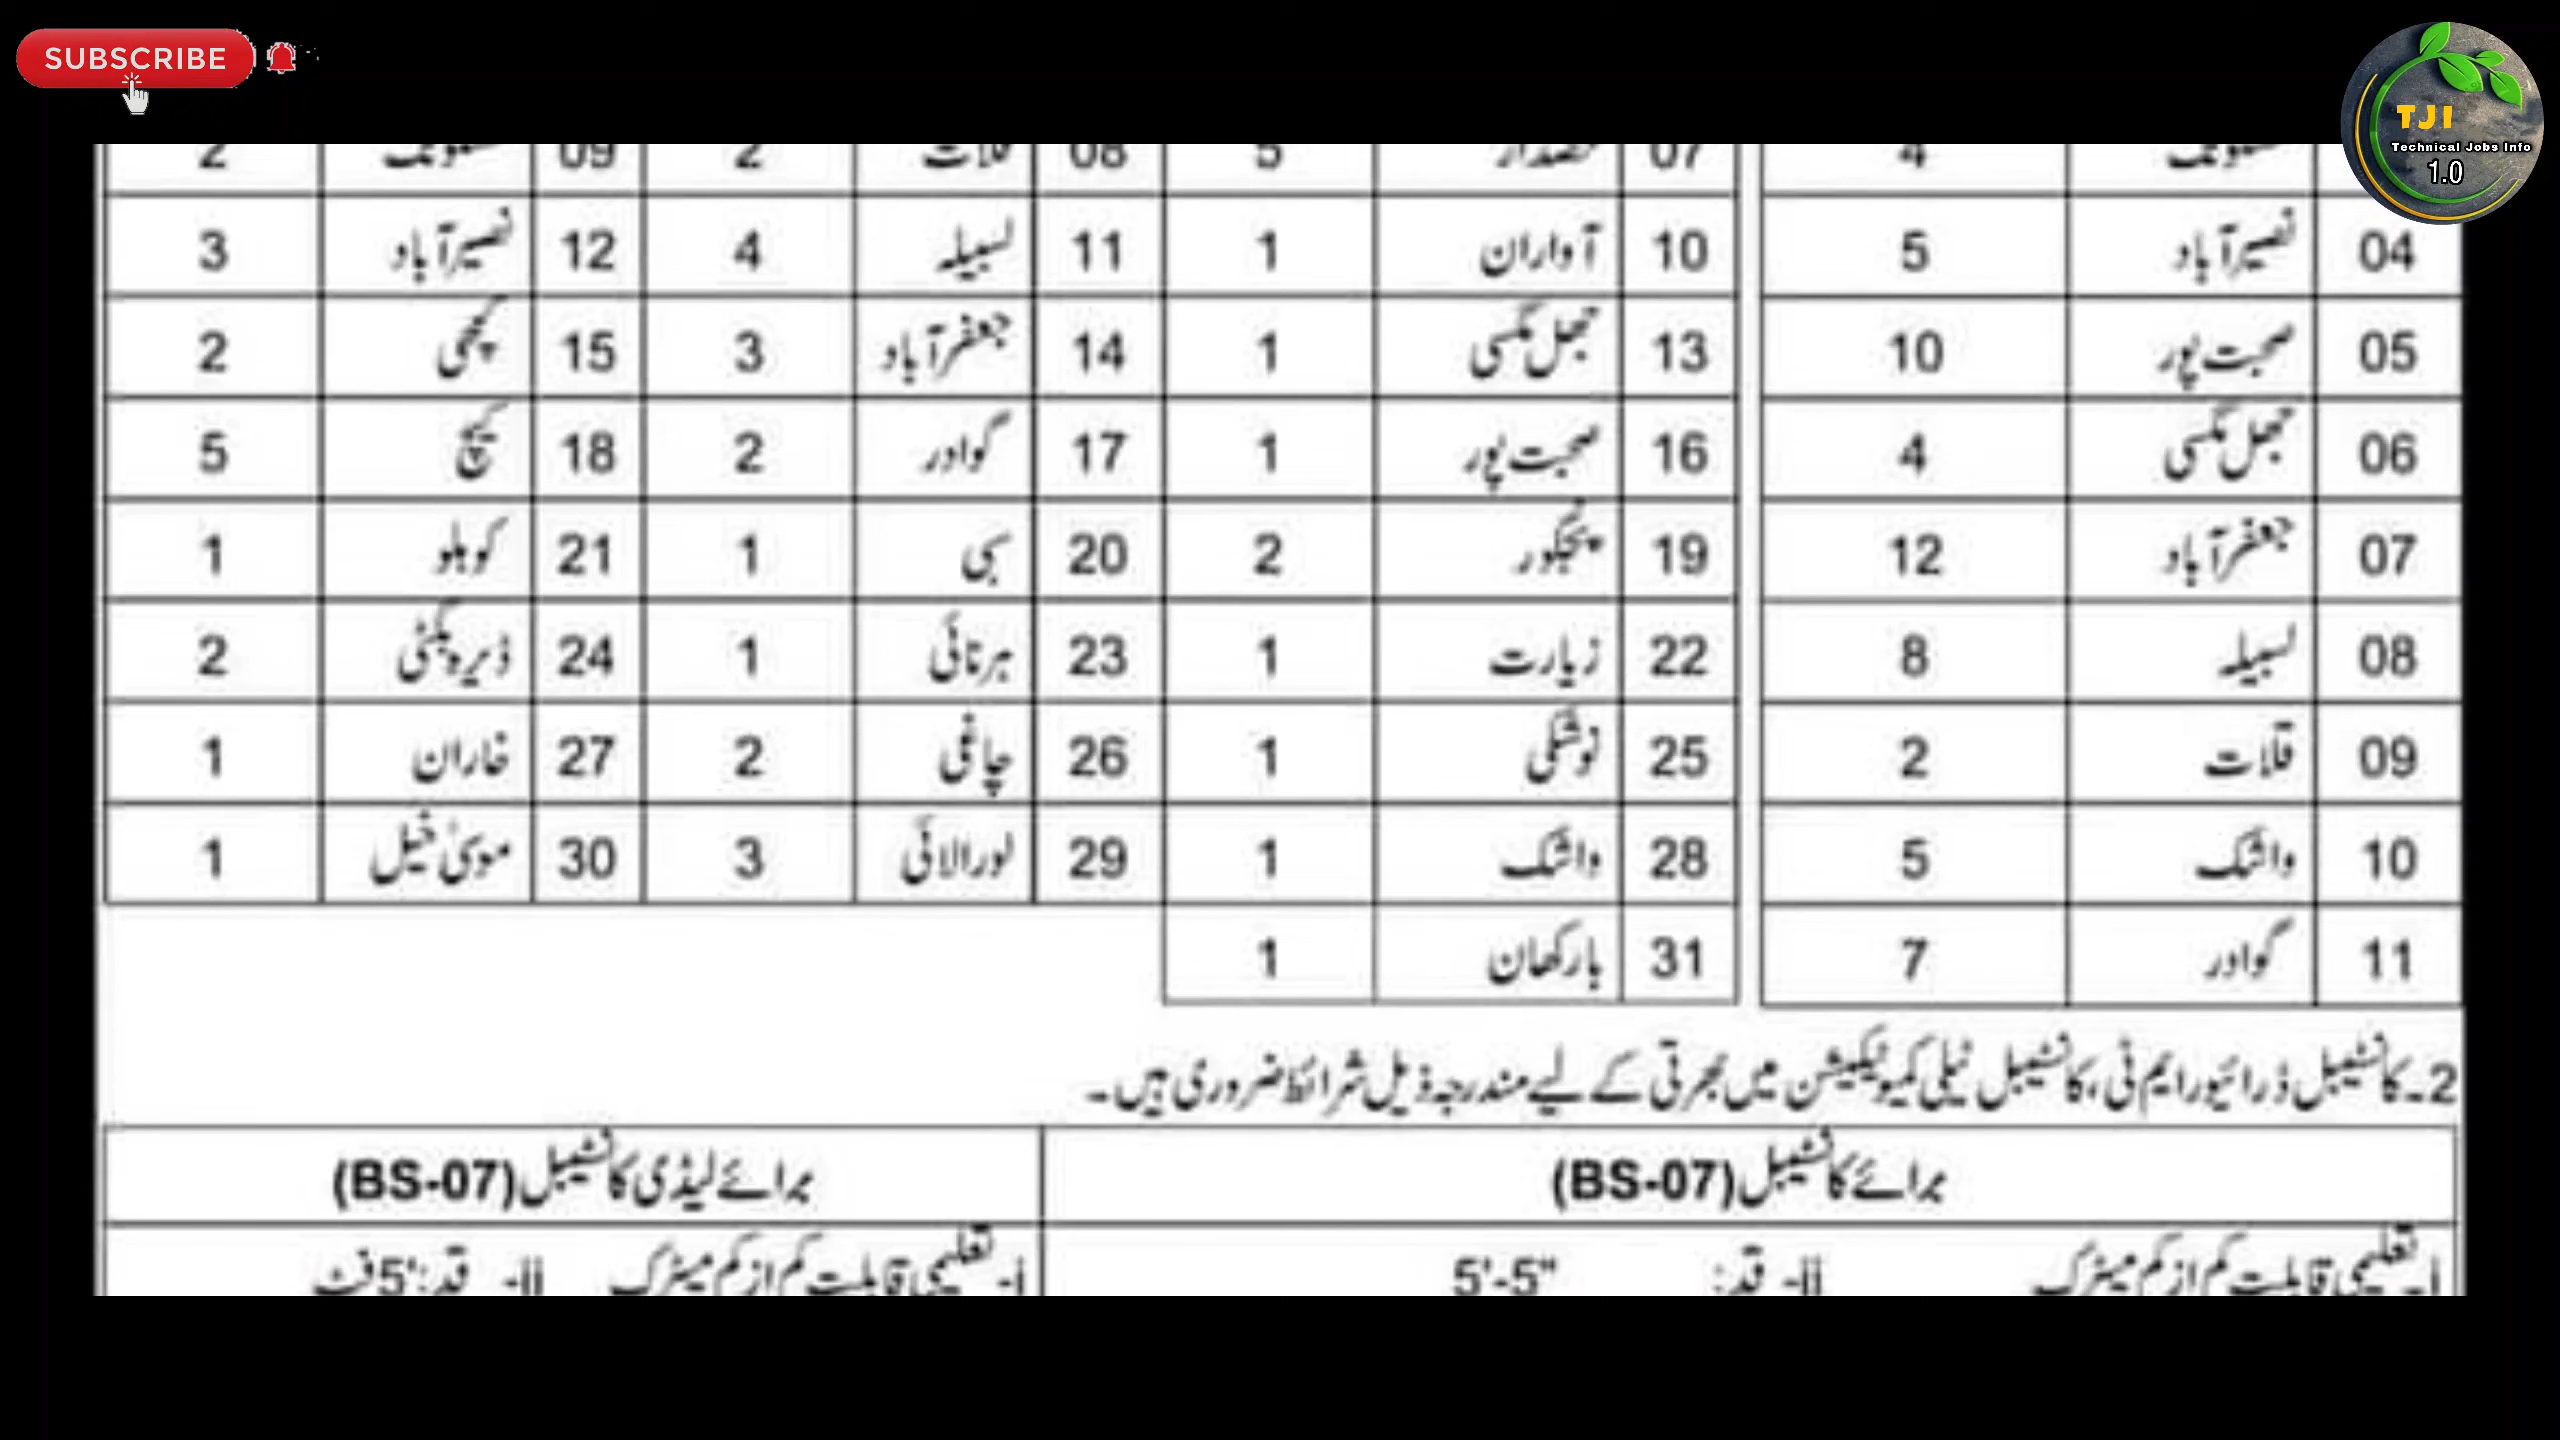 SUBSCRIBE
TJI
Technical Jobs Info
1.0
4 07 5 08 قلات 2 09 2
04 نصیرآباد 5 10 آواران 1 11 لسبیلہ 4 12 نصیرآباد 3
05 صحبت پور 10 13 جھل مگسی 1 14 جعفرآباد 3 15 کچھی 2
06 جھل مگسی 4 16 صحبت پور 1 17 گوادر 2 18 کیچ 5
07 جعفرآباد 12 19 پنجگور 2 20 سبی 1 21 کوہلو 1
08 لسبیلہ 8 22 زیارت 1 23 ہرنائی 1 24 ڈیرہ بگٹی 2
09 قلات 2 25 نوشکی 1 26 چاغی 2 27 خاران 1
10 واشک 5 28 واشک 1 29 لورالائی 3 30 موسیٰ خیل 1
11 گوادر 7 31 بارکھان 1
2۔ کانسٹیبل ڈرائیور ایم ٹی، کانسٹیبل ٹیلی کمیونیکیشن میں بھرتی کے لیے مندرجہ ذیل شرائط ضروری ہیں۔
برائے کانسٹیبل (BS-07) برائے لیڈی کانسٹیبل (BS-07)
i- تعلیمی قابلیت کم از کم میٹرک ii- قد: 5'-5" i- تعلیمی قابلیت کم از کم میٹرک ii- قد: 5' فٹ